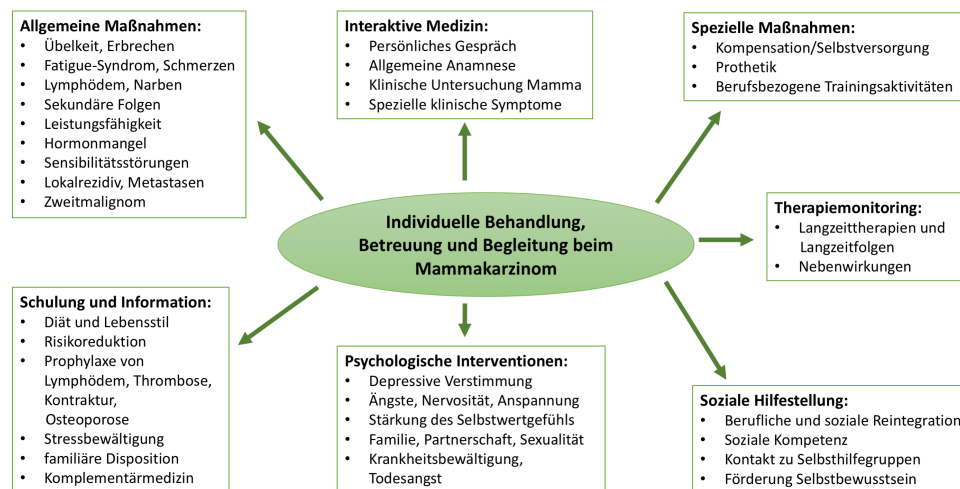 Allgemeine Maßnahmen:
• Übelkeit, Erbrechen
• Fatigue-Syndrom, Schmerzen
• Lymphödem, Narben
• Sekundäre Folgen
• Leistungsfähigkeit
• Hormonmangel
• Sensibilitätsstörungen
• Lokalrezidiv, Metastasen
• Zweitmalignom
Interaktive Medizin:
• Persönliches Gespräch
• Allgemeine Anamnese
• Klinische Untersuchung Mamma
• Spezielle klinische Symptome
Spezielle Maßnahmen:
• Kompensation/Selbstversorgung
• Prothetik
• Berufsbezogene Trainingsaktivitäten
Individuelle Behandlung,
Betreuung und Begleitung beim
Mammakarzinom
Therapiemonitoring:
• Langzeittherapien und
Langzeitfolgen
• Nebenwirkungen
Schulung und Information:
• Diät und Lebensstil
• Risikoreduktion
• Prophylaxe von
Lymphödem, Thrombose,
Kontraktur,
Osteoporose
• Stressbewältigung
• familiäre Disposition
• Komplementärmedizin
Psychologische Interventionen:
• Depressive Verstimmung
• Ängste, Nervosität, Anspannung
• Stärkung des Selbstwertgefühls
• Familie, Partnerschaft, Sexualität
• Krankheitsbewältigung,
Todesangst
Soziale Hilfestellung:
• Berufliche und soziale Reintegration
• Soziale Kompetenz
• Kontakt zu Selbsthilfegruppen
• Förderung Selbstbewusstsein